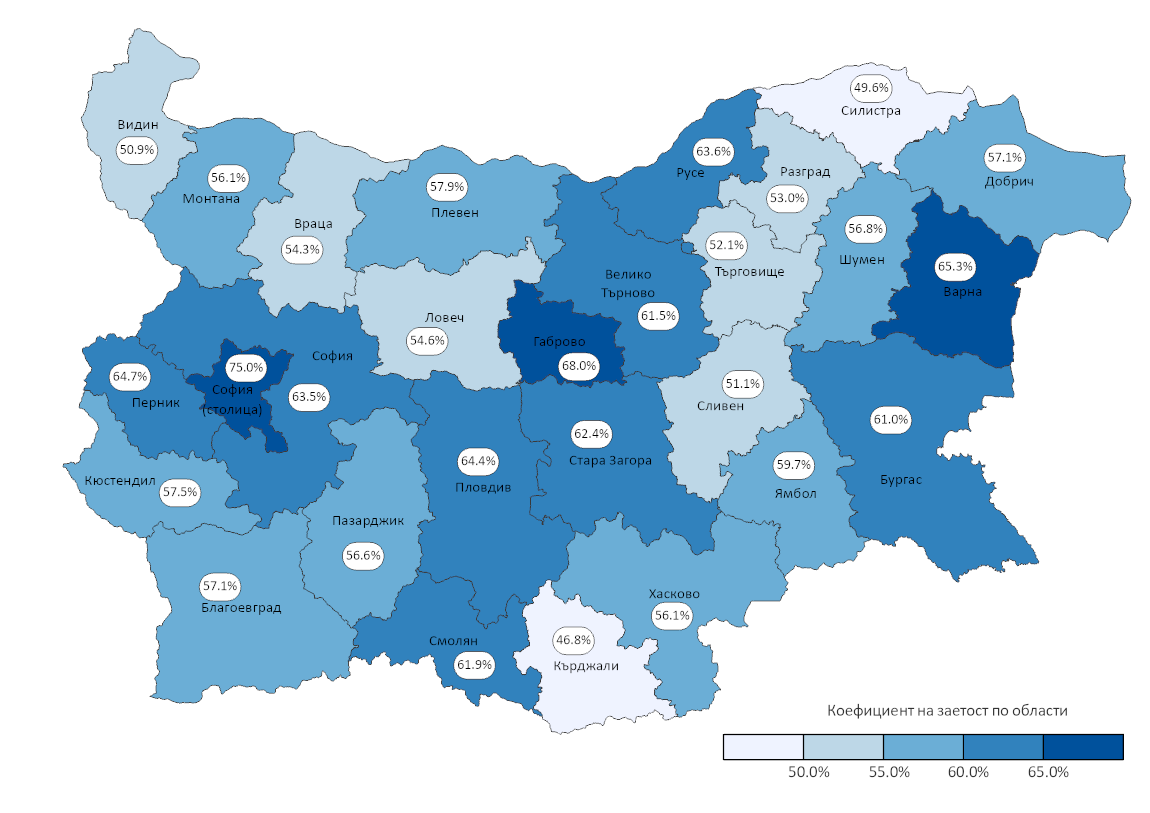 49.6%
Силистра
Видин
50.9%
63.6%
Русе
57.1%
Добрич
56.1%
Монтана
57.9%
Плевен
Разград
53.0%
Враца
54.3%
52.1%
Търговище
56.8%
Шумен
65.3%
Варна
Велико
Търново
61.5%
Ловеч
54.6%
Габрово
68.0%
София
63.5%
75.0%
София
(столица)
64.7%
Перник
51.1%
Сливен
61.0%
Бургас
62.4%
Стара Загора
64.4%
Пловдив
59.7%
Ямбол
Кюстендил
57.5%
Пазарджик
56.6%
57.1%
Благоевград
Хасково
56.1%
Смолян
61.9%
46.8%
Кърджали
Коефициент на заетост по области
50.0% 55.0% 60.0% 65.0%